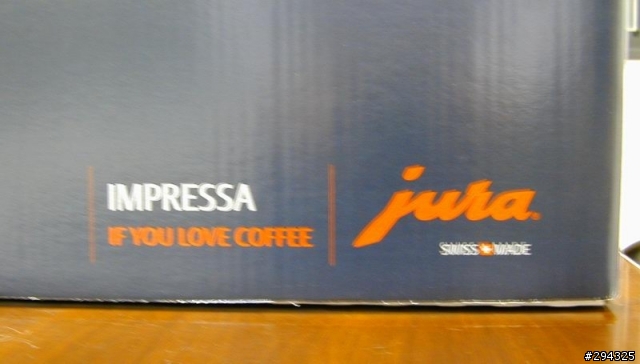 IMPRESSA
IF YOU LOVE COFFEE
jura.
SWISS MADE
#294325